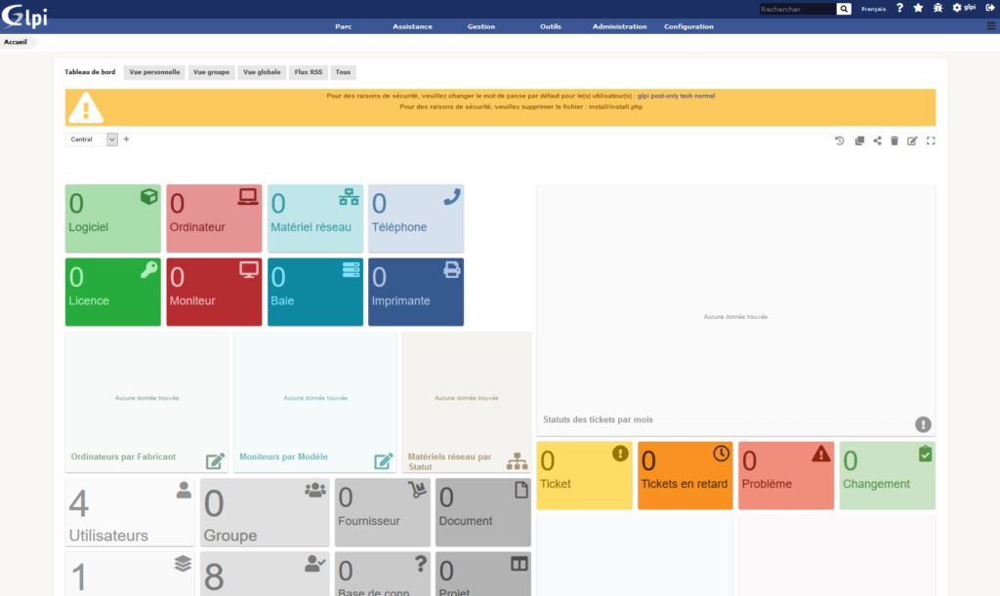 Glpi
Rechercher
Français
glpi
Parc
Assistance
Gestion
Outils
Administration
Configuration
Accueil
Tableau de bord
Vue personnelle
Vue groupe
Vue globale
Flux RSS
Tous
Pour des raisons de sécurité, veuillez changer le mot de passe par défaut pour le(s) utilisateur(s) : glpi post-only tech normal
Pour des raisons de sécurité, veuillez supprimer le fichier : install/install.php
Central
0
Logiciel
0
Ordinateur
0
Matériel réseau
0
Téléphone
0
Licence
0
Moniteur
0
Baie
0
Imprimante
Aucune donnée trouvée
Statuts des tickets par mois
Aucune donnée trouvée
Ordinateurs par Fabricant
Aucune donnée trouvée
Moniteurs par Modèle
Aucune donnée trouvée
Matériels réseau par
Statut
0
Ticket
0
Tickets en retard
0
Problème
0
Changement
4
Utilisateurs
0
Groupe
0
Fournisseur
0
Document
1
8
0
Base de conn
0
Projet